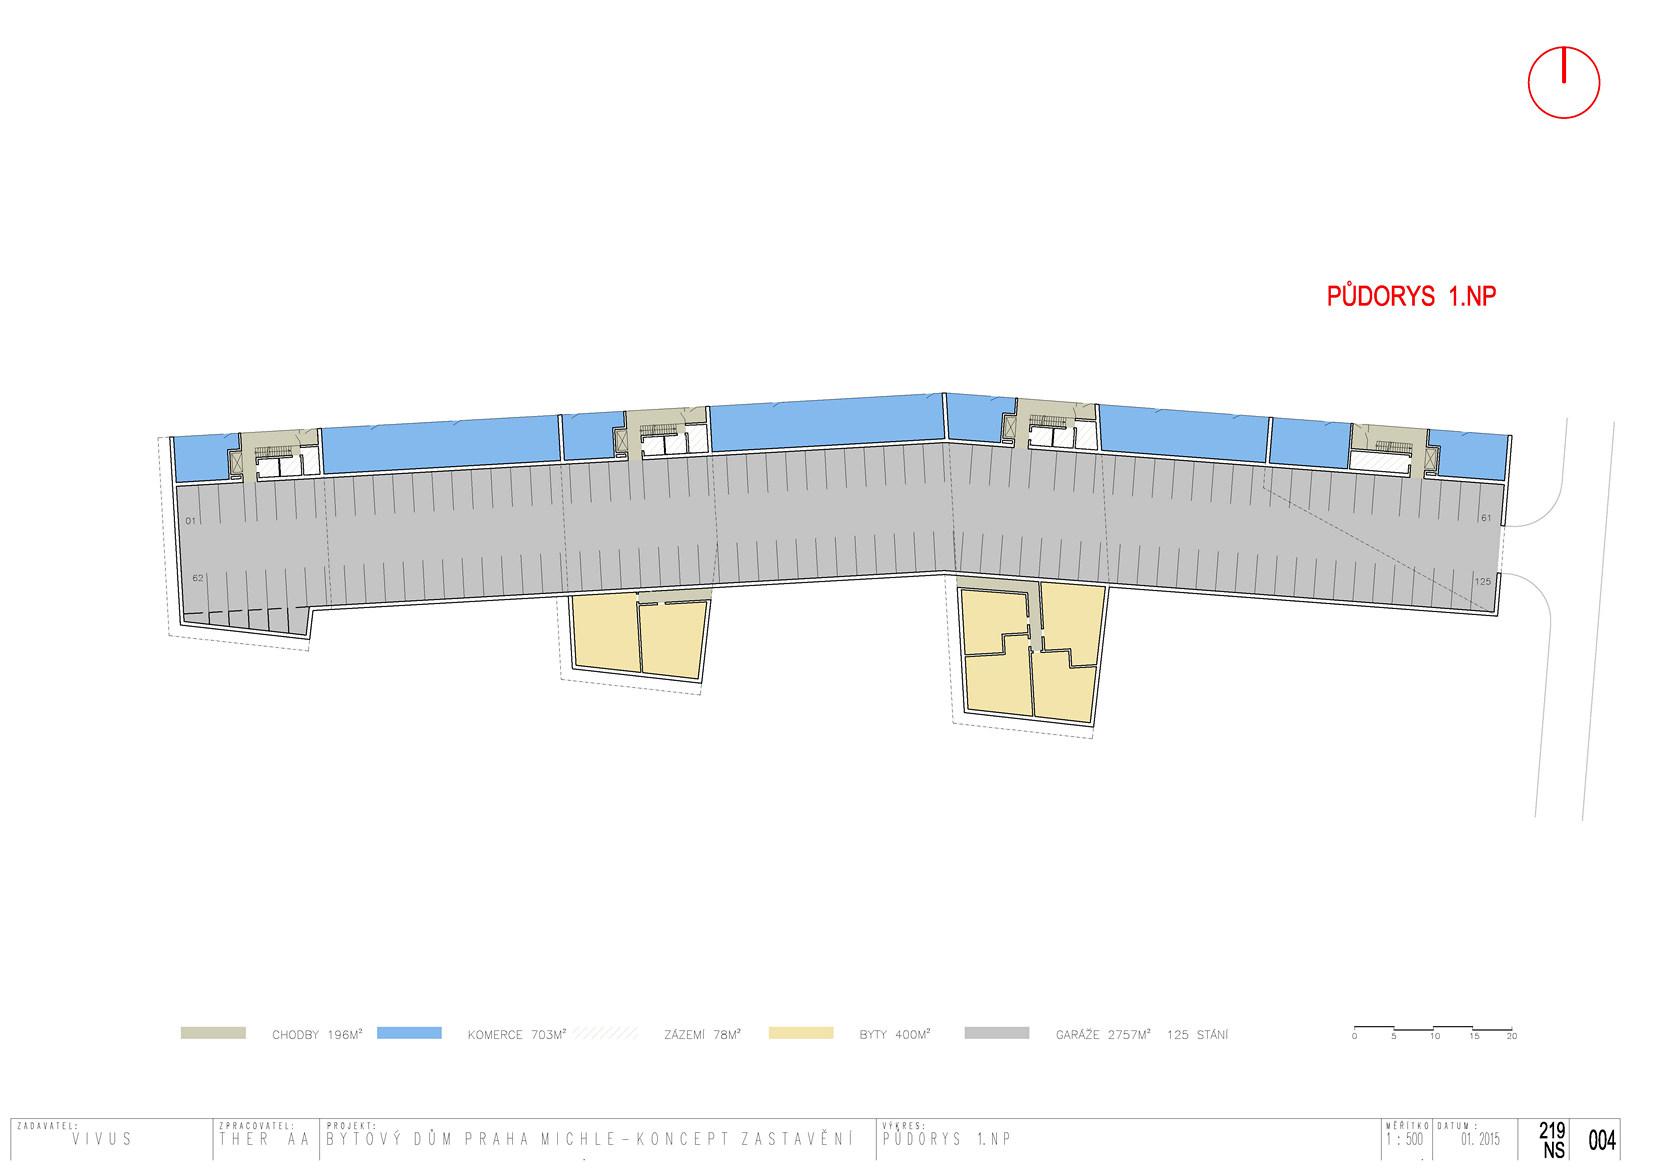 PŮDORYS 1.NP
01
61
62
125
CHODBY 196M²
KOMERCE 703M²
ZÁZEMÍ 78M²
BYTY 400M²
GARÁŽE 2757M² 125 STÁNÍ
0 5 10 15 20
ZADAVATEL:
VIVUS
ZPRACOVATEL:
THER AA
PROJEKT:
BYTOVÝ DŮM PRAHA MICHLE-KONCEPT ZASTAVĚNÍ
VÝKRES:
PŮDORYS 1.NP
MĚŘÍTKO
1 : 500
DATUM :
01. 2015
219
NS
004